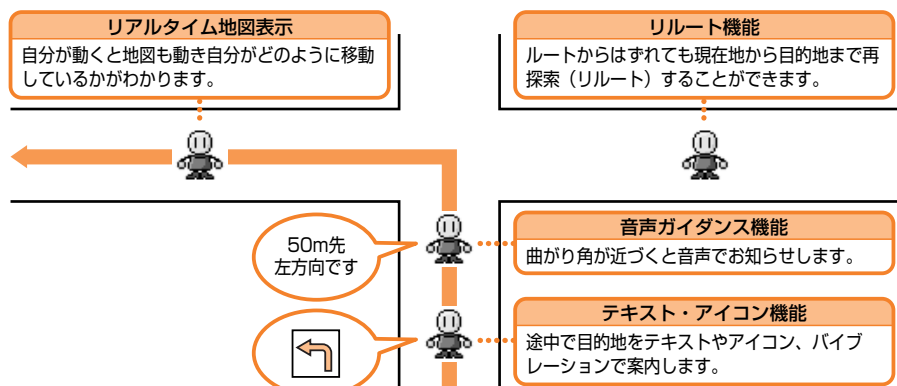 リアルタイム地図表示
自分が動くと地図も動き自分がどのように移動
しているかがわかります。
リルート機能
ルートからはずれても現在地から目的地まで再
探索（リルート）することができます。
50m先
左方向です
音声ガイダンス機能
曲がり角が近づくと音声でお知らせします。
テキスト・アイコン機能
途中で目的地をテキストやアイコン、バイブ
レーションで案内します。